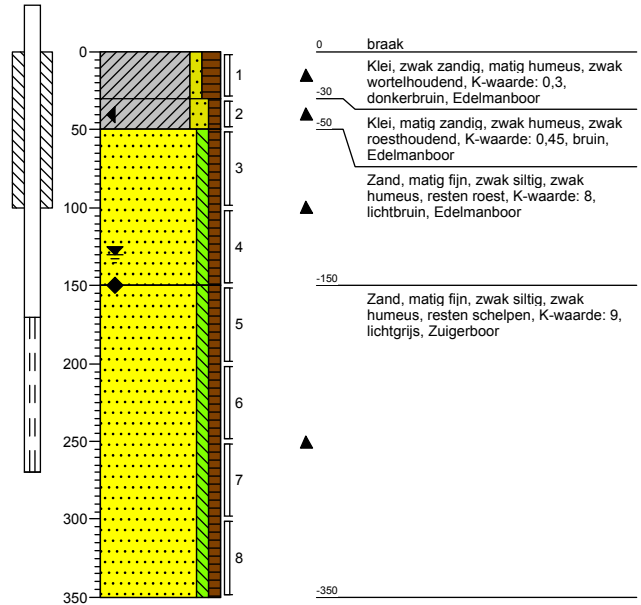 0
50
100
150
200
250
300
350
1
2
3
4
5
6
7
8
0
braak
Klei, zwak zandig, matig humeus, zwak
wortelhoudend, K-waarde: 0,3,
donkerbruin, Edelmanboor
-30
Klei, matig zandig, zwak humeus, zwak
roesthoudend, K-waarde: 0,45, bruin,
Edelmanboor
-50
Zand, matig fijn, zwak siltig, zwak
humeus, resten roest, K-waarde: 8,
lichtbruin, Edelmanboor
-150
Zand, matig fijn, zwak siltig, zwak
humeus, resten schelpen, K-waarde: 9,
lichtgrijs, Zuigerboor
-350